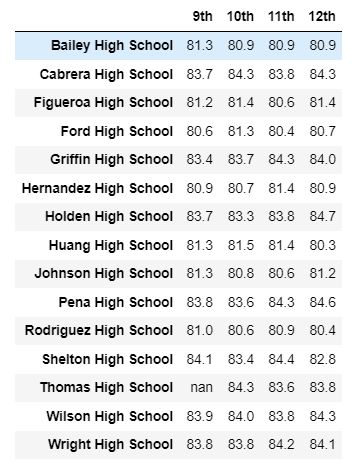 9th 10th 11th 12th
Bailey High School 81.3 80.9 80.9 80.9
Cabrera High School 83.7 84.3 83.8 84.3
Figueroa High School 81.2 81.4 80.6 81.4
Ford High School 80.6 81.3 80.4 80.7
Griffin High School 83.4 83.7 84.3 84.0
Hernandez High School 80.9 80.7 81.4 80.9
Holden High School 83.7 83.3 83.8 84.7
Huang High School 81.3 81.5 81.4 80.3
Johnson High School 81.3 80.8 80.6 81.2
Pena High School 83.8 83.6 84.3 84.6
Rodriguez High School 81.0 80.6 80.9 80.4
Shelton High School 84.1 83.4 84.4 82.8
Thomas High School nan 84.3 83.6 83.8
Wilson High School 83.9 84.0 83.8 84.3
Wright High School 83.8 83.8 84.2 84.1